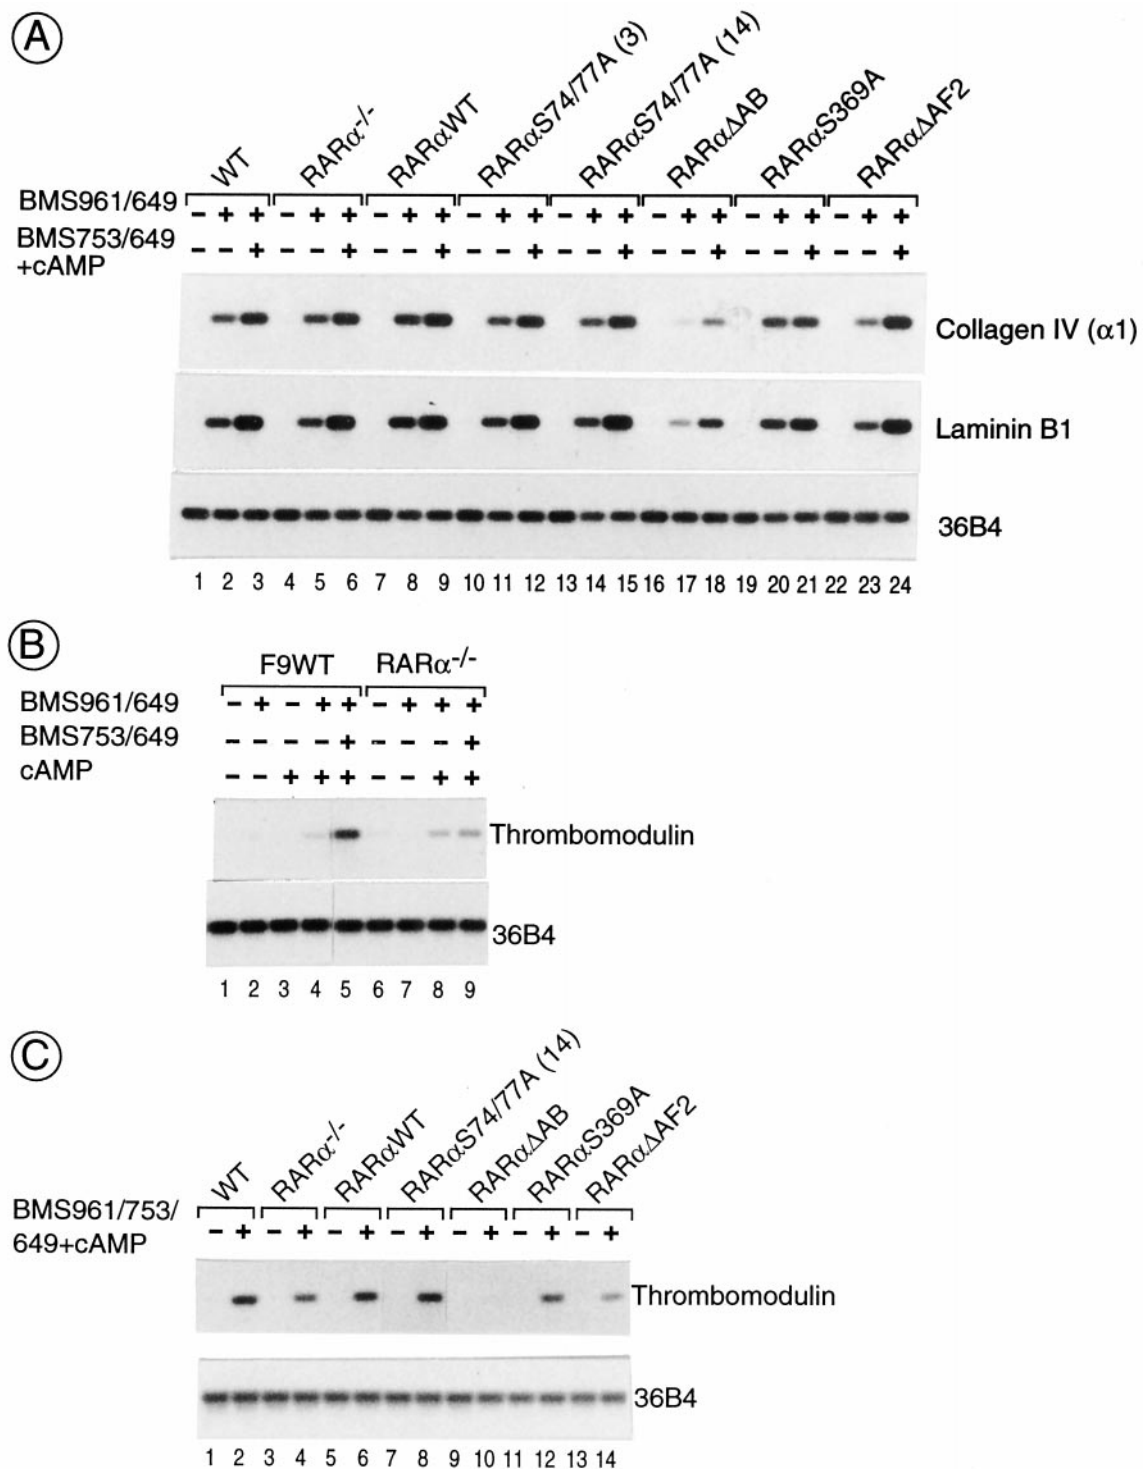 A
WT RARα-/- RARαWT RARαS74/77A (3) RARαS74/77A (14) RARαΔAB RARαS369A RARαΔAF2
BMS961/649 − + + − + + − + + − + + − + + − + + − + + − + +
BMS753/649 − − + − − + − − + − − + − − + − − + − − + − − +
+cAMP
Collagen IV (α1)
Laminin B1
36B4
1 2 3 4 5 6 7 8 9 10 11 12 13 14 15 16 17 18 19 20 21 22 23 24
B
F9WT RARα-/-
BMS961/649 − + − + + − + + +
BMS753/649 − − − − + − − − +
cAMP − − + + + − − + +
Thrombomodulin
36B4
1 2 3 4 5 6 7 8 9
C
WT RARα-/- RARαWT RARαS74/77A (14) RARαΔAB RARαS369A RARαΔAF2
BMS961/753/
649+cAMP − + − + − + − + − + − + − +
Thrombomodulin
36B4
1 2 3 4 5 6 7 8 9 10 11 12 13 14